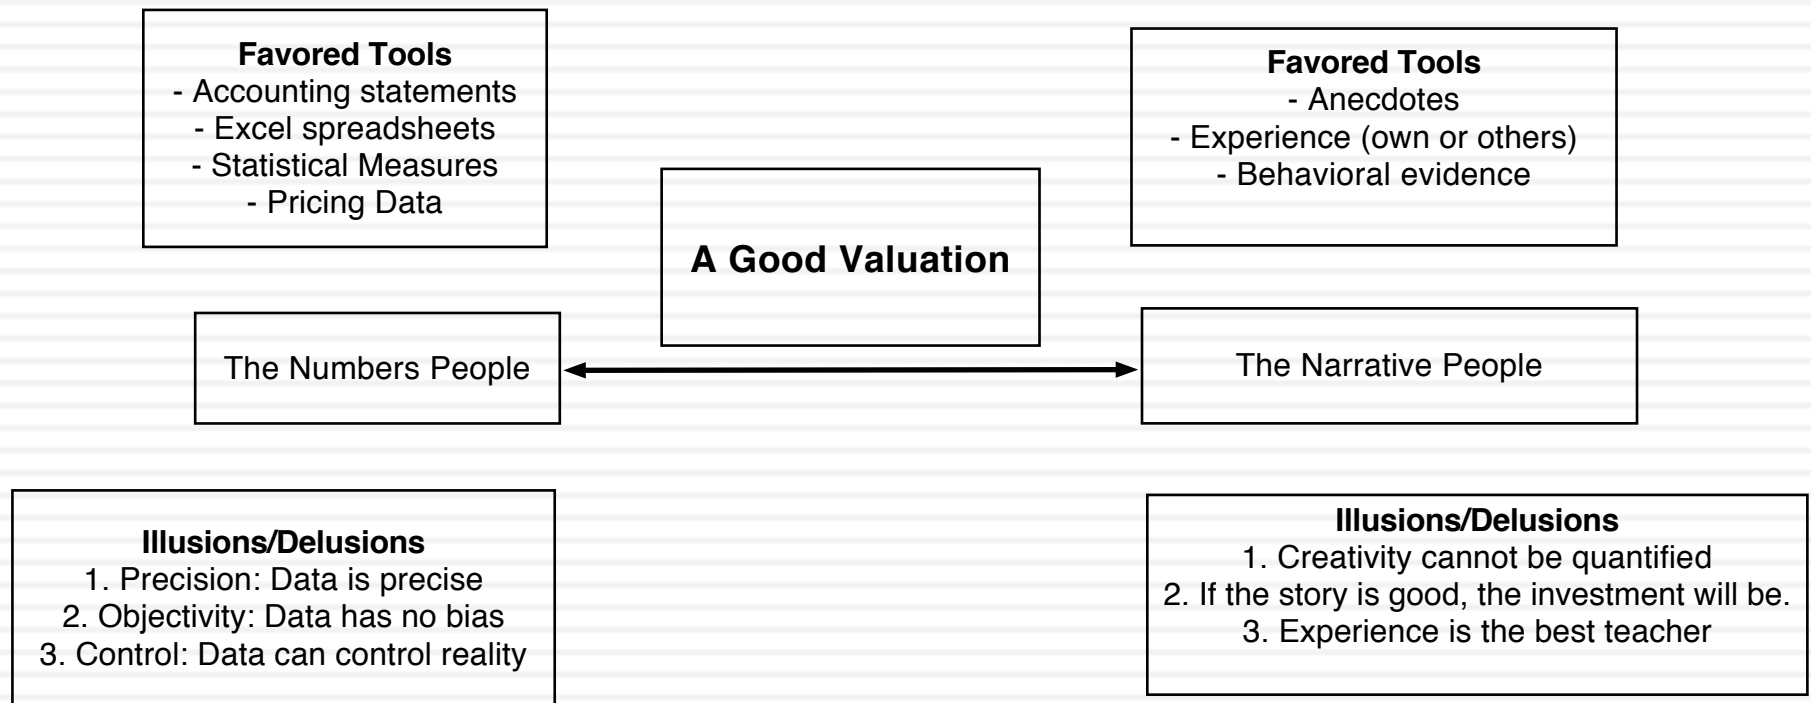 Favored Tools
- Accounting statements
- Excel spreadsheets
- Statistical Measures
- Pricing Data
Favored Tools
- Anecdotes
- Experience (own or others)
- Behavioral evidence
A Good Valuation
The Numbers People
The Narrative People
Illusions/Delusions
1. Precision: Data is precise
2. Objectivity: Data has no bias
3. Control: Data can control reality
Illusions/Delusions
1. Creativity cannot be quantified
2. If the story is good, the investment will be.
3. Experience is the best teacher